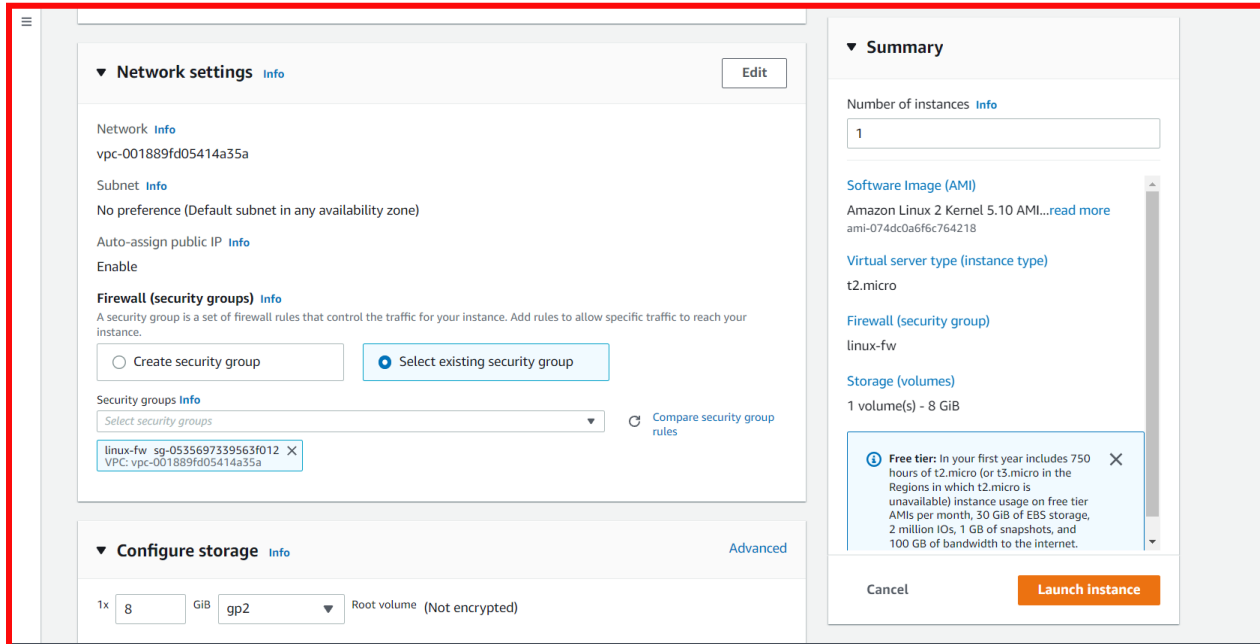 Network settings Info
Edit
Network Info
vpc-001889fd05414a35a
Subnet Info
No preference (Default subnet in any availability zone)
Auto-assign public IP Info
Enable
Firewall (security groups) Info
A security group is a set of firewall rules that control the traffic for your instance. Add rules to allow specific traffic to reach your
instance.
Create security group
Select existing security group
Security groups Info
Select security groups
Compare security group
rules
linux-fw sg-0535697339563f012
VPC: vpc-001889fd05414a35a
Configure storage Info
Advanced
1x 8 GiB gp2 Root volume (Not encrypted)
Summary
Number of instances Info
1
Software Image (AMI)
Amazon Linux 2 Kernel 5.10 AMI...read more
ami-074dc0a6f6c764218
Virtual server type (instance type)
t2.micro
Firewall (security group)
linux-fw
Storage (volumes)
1 volume(s) - 8 GiB
Free tier: In your first year includes 750
hours of t2.micro (or t3.micro in the
Regions in which t2.micro is
unavailable) instance usage on free tier
AMIs per month, 30 GiB of EBS storage,
2 million IOs, 1 GB of snapshots, and
100 GB of bandwidth to the internet.
Cancel
Launch instance